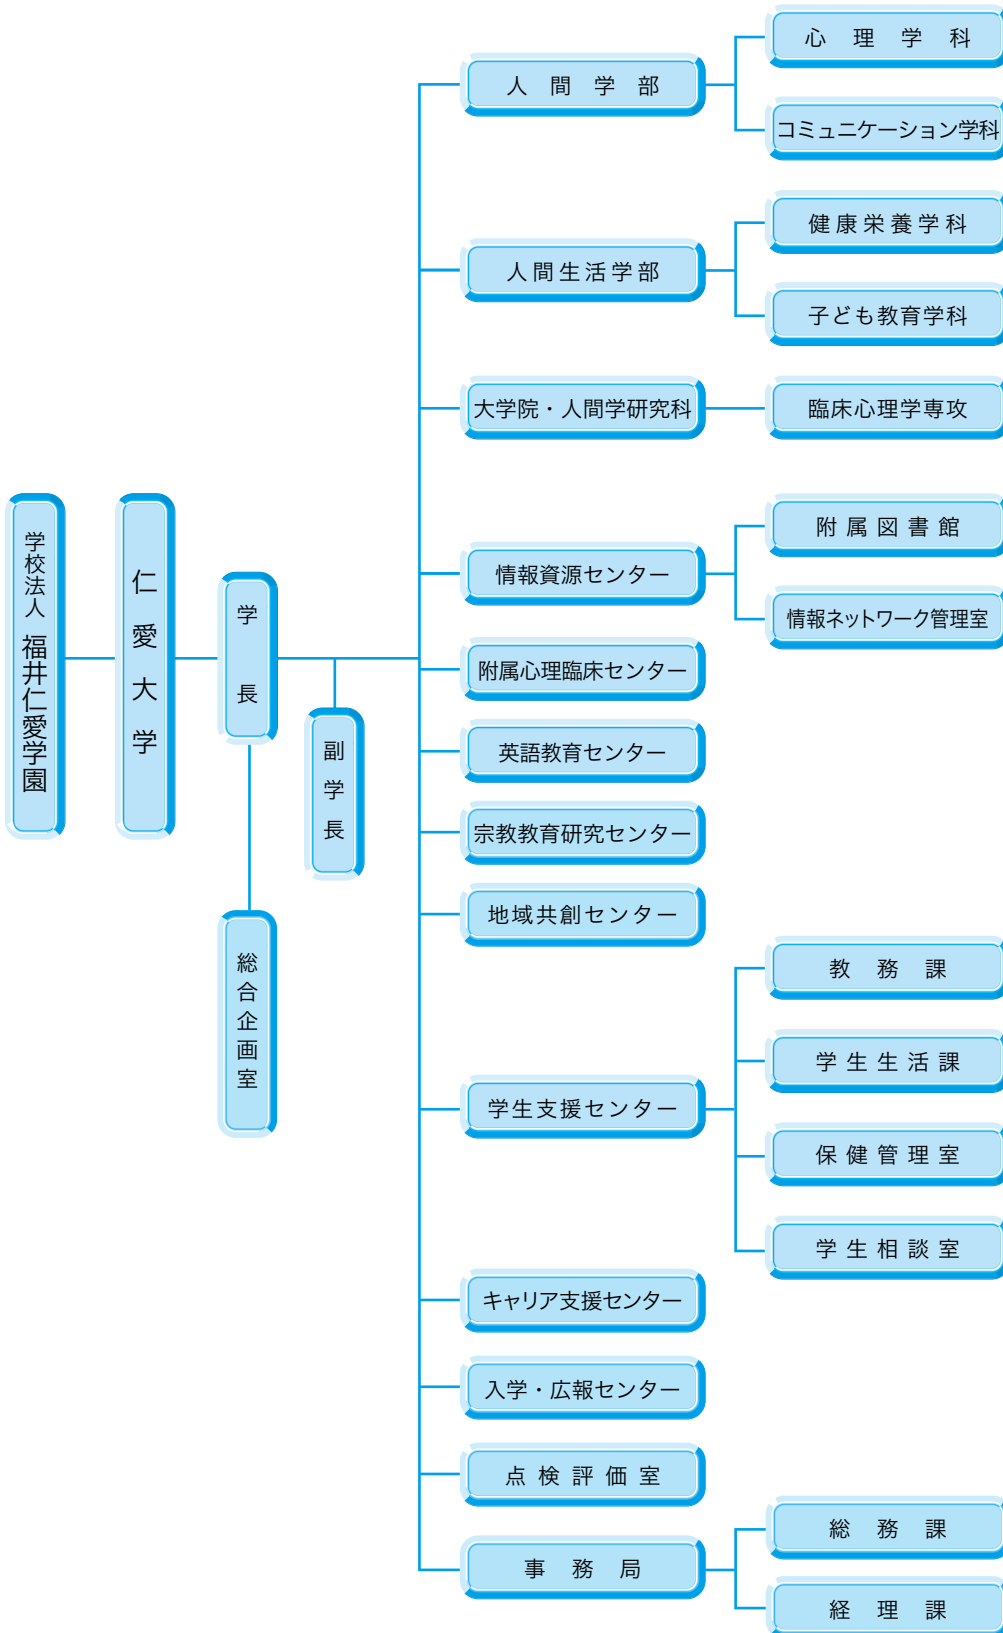 学校法人 福井仁愛学園
仁愛大学
学長
副学長
総合企画室
人間学部
心理学科
コミュニケーション学科
人間生活学部
健康栄養学科
子ども教育学科
大学院・人間学研究科
臨床心理学専攻
情報資源センター
附属図書館
情報ネットワーク管理室
附属心理臨床センター
英語教育センター
宗教教育研究センター
地域共創センター
学生支援センター
教務課
学生生活課
保健管理室
学生相談室
キャリア支援センター
入学・広報センター
点検評価室
事務局
総務課
経理課